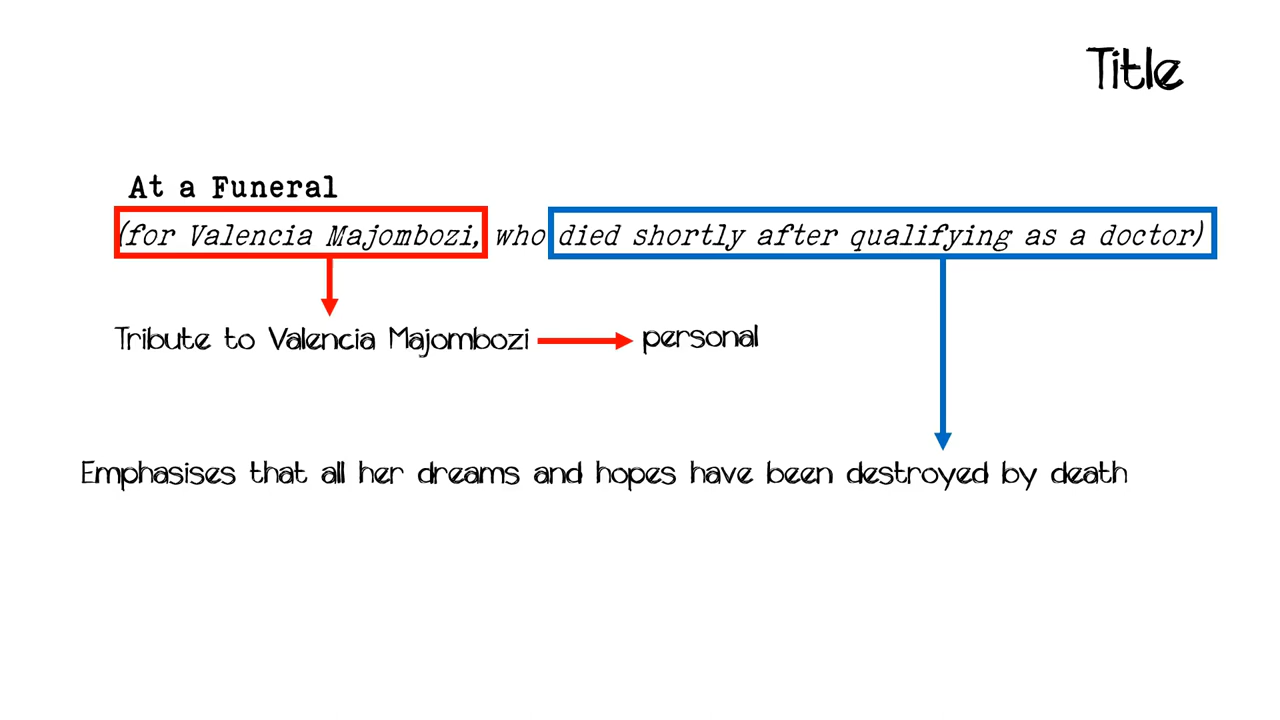 Title
At a Funeral
(for Valencia Majombozi, who died shortly after qualifying as a doctor)
Tribute to Valencia Majombozi personal
Emphasises that all her dreams and hopes have been destroyed by death